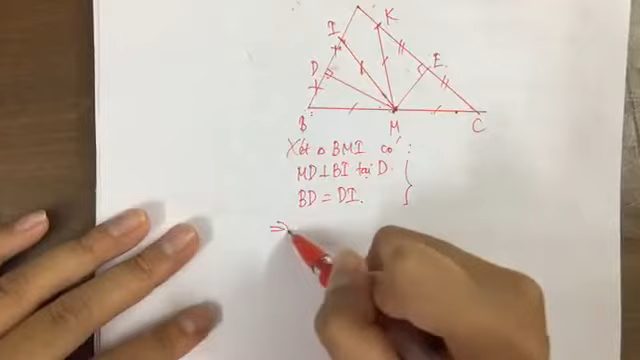 K
I
E
D
B
M
C
Xét △ BMI có:
MD ⊥ BI tại D.
BD = DI.
=>